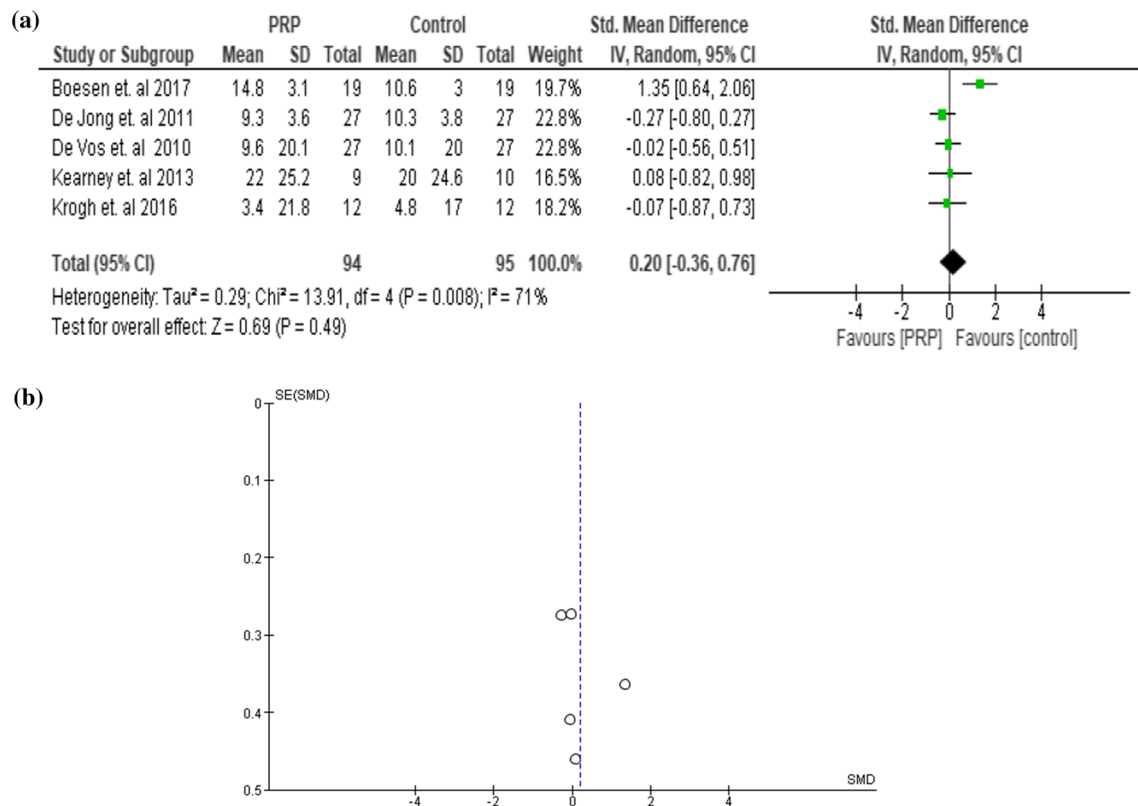 (a)
PRP Control Std. Mean Difference Std. Mean Difference
Study or Subgroup Mean SD Total Mean SD Total Weight IV, Random, 95% CI IV, Random, 95% CI
Boesen et. al 2017 14.8 3.1 19 10.6 3 19 19.7% 1.35 [0.64, 2.06]
De Jong et. al 2011 9.3 3.6 27 10.3 3.8 27 22.8% -0.27 [-0.80, 0.27]
De Vos et. al 2010 9.6 20.1 27 10.1 20 27 22.8% -0.02 [-0.56, 0.51]
Kearney et. al 2013 22 25.2 9 20 24.6 10 16.5% 0.08 [-0.82, 0.98]
Krogh et. al 2016 3.4 21.8 12 4.8 17 12 18.2% -0.07 [-0.87, 0.73]
Total (95% CI) 94 95 100.0% 0.20 [-0.36, 0.76]
Heterogeneity: Tau² = 0.29; Chi² = 13.91, df = 4 (P = 0.008); I² = 71%
Test for overall effect: Z = 0.69 (P = 0.49)
-4 -2 0 2 4
Favours [PRP] Favours [control]
(b)
SE(SMD)
0
0.1
0.2
0.3
0.4
SMD
0.5
-4 -2 0 2 4